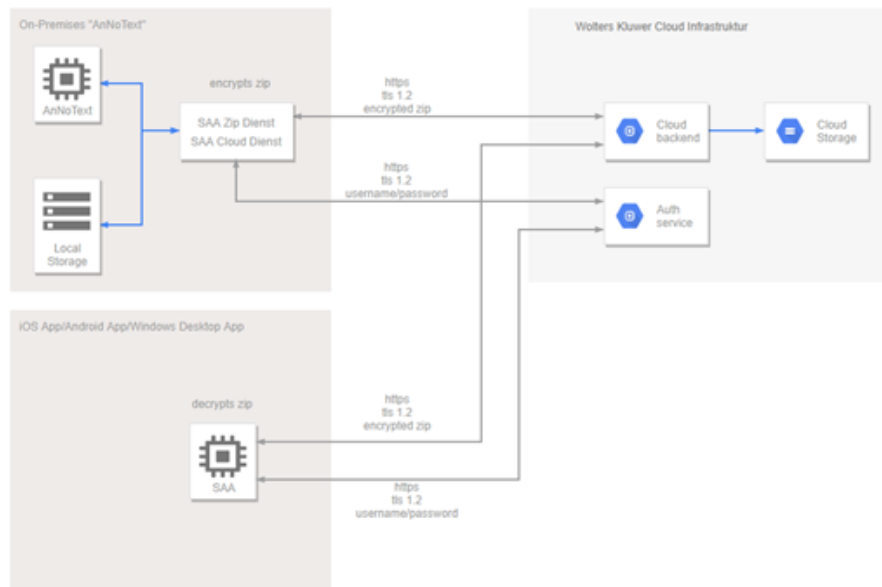 On-Premises "AnNoText"
AnNoText
Local
Storage
encrypts zip
SAA Zip Dienst
SAA Cloud Dienst
https
tls 1.2
encrypted zip
https
tls 1.2
username/password
Wolters Kluwer Cloud Infrastruktur
Cloud
backend
Cloud
Storage
Auth
service
iOS App/Android App/Windows Desktop App
decrypts zip
SAA
https
tls 1.2
encrypted zip
https
tls 1.2
username/password